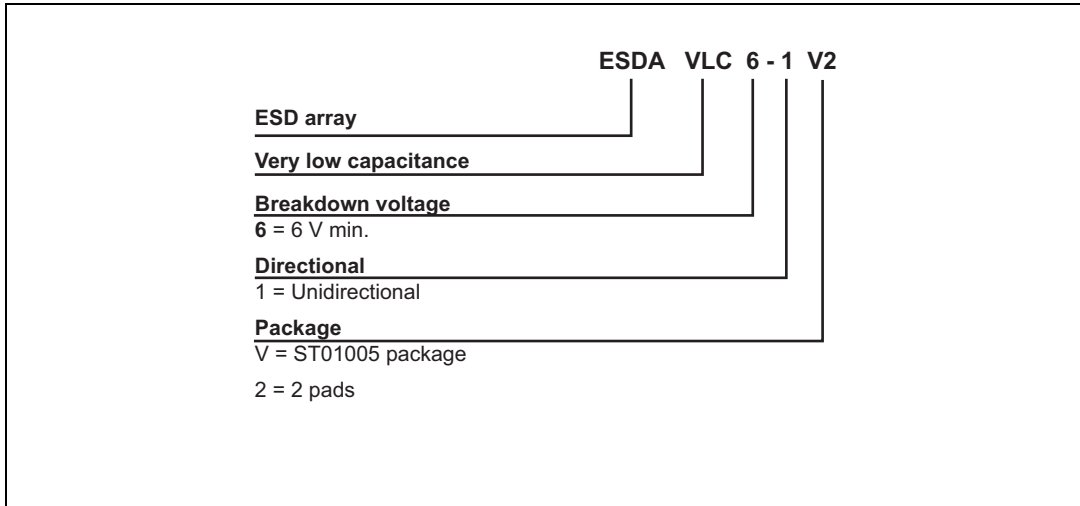 ESDA VLC 6 - 1 V2
ESD array
Very low capacitance
Breakdown voltage
6 = 6 V min.
Directional
1 = Unidirectional
Package
V = ST01005 package
2 = 2 pads